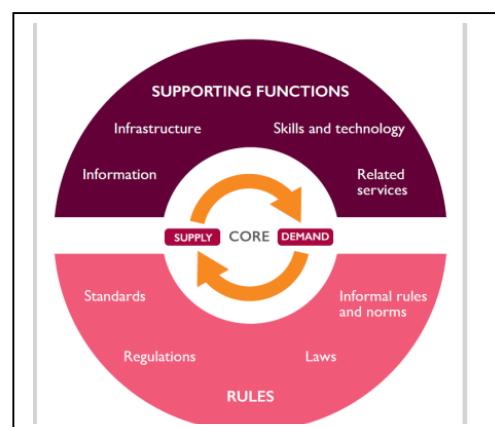 SUPPORTING FUNCTIONS
Infrastructure
Skills and technology
Information
Related
services
SUPPLY
CORE
DEMAND
Standards
Informal rules
and norms
Regulations
Laws
RULES